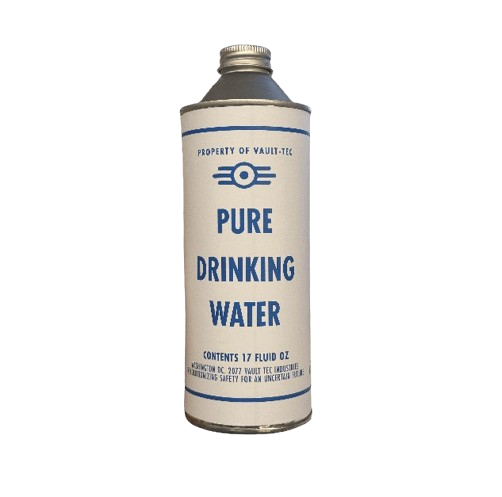 PROPERTY OF VAULT-TEC
PURE
DRINKING
WATER
CONTENTS 17 FLUID OZ
WASHINGTON DC. 2077 VAULT TEC INDUSTRIES
SAFETY FOR AN UNCERTAIN FUTURE